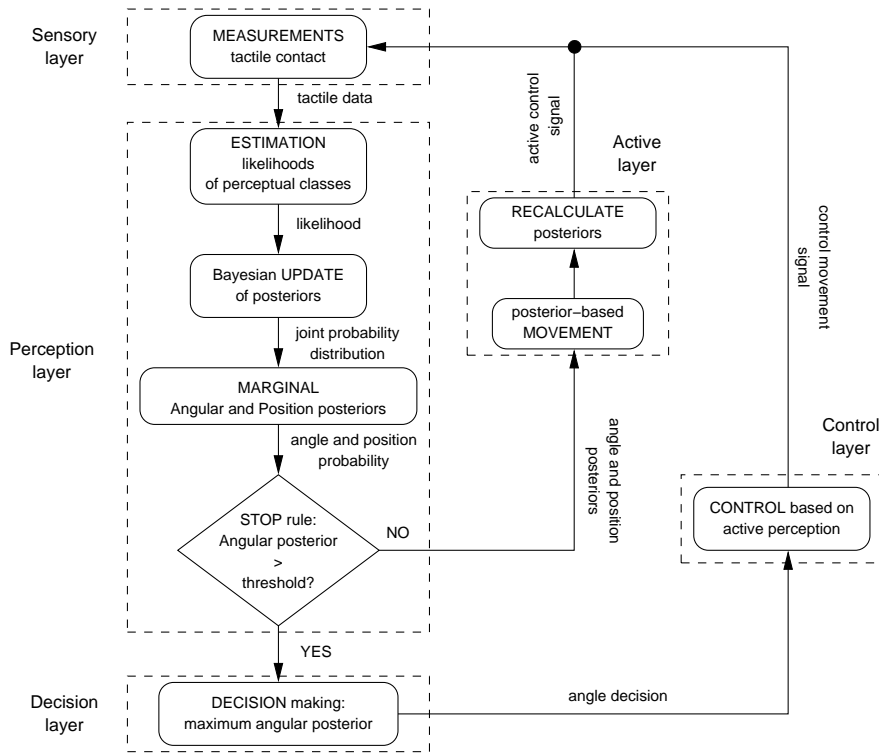 Sensory
layer
MEASUREMENTS
tactile contact
tactile data
ESTIMATION
likelihoods
of perceptual classes
likelihood
Bayesian UPDATE
of posteriors
joint probability
distribution
Perception
layer
MARGINAL
Angular and Position posteriors
angle and position
probability
STOP rule:
Angular posterior
>
threshold?
NO
YES
Decision
layer
DECISION making:
maximum angular posterior
angle decision
active control
signal
Active
layer
RECALCULATE
posteriors
posterior−based
MOVEMENT
angle and position
posteriors
control movement
signal
Control
layer
CONTROL based on
active perception